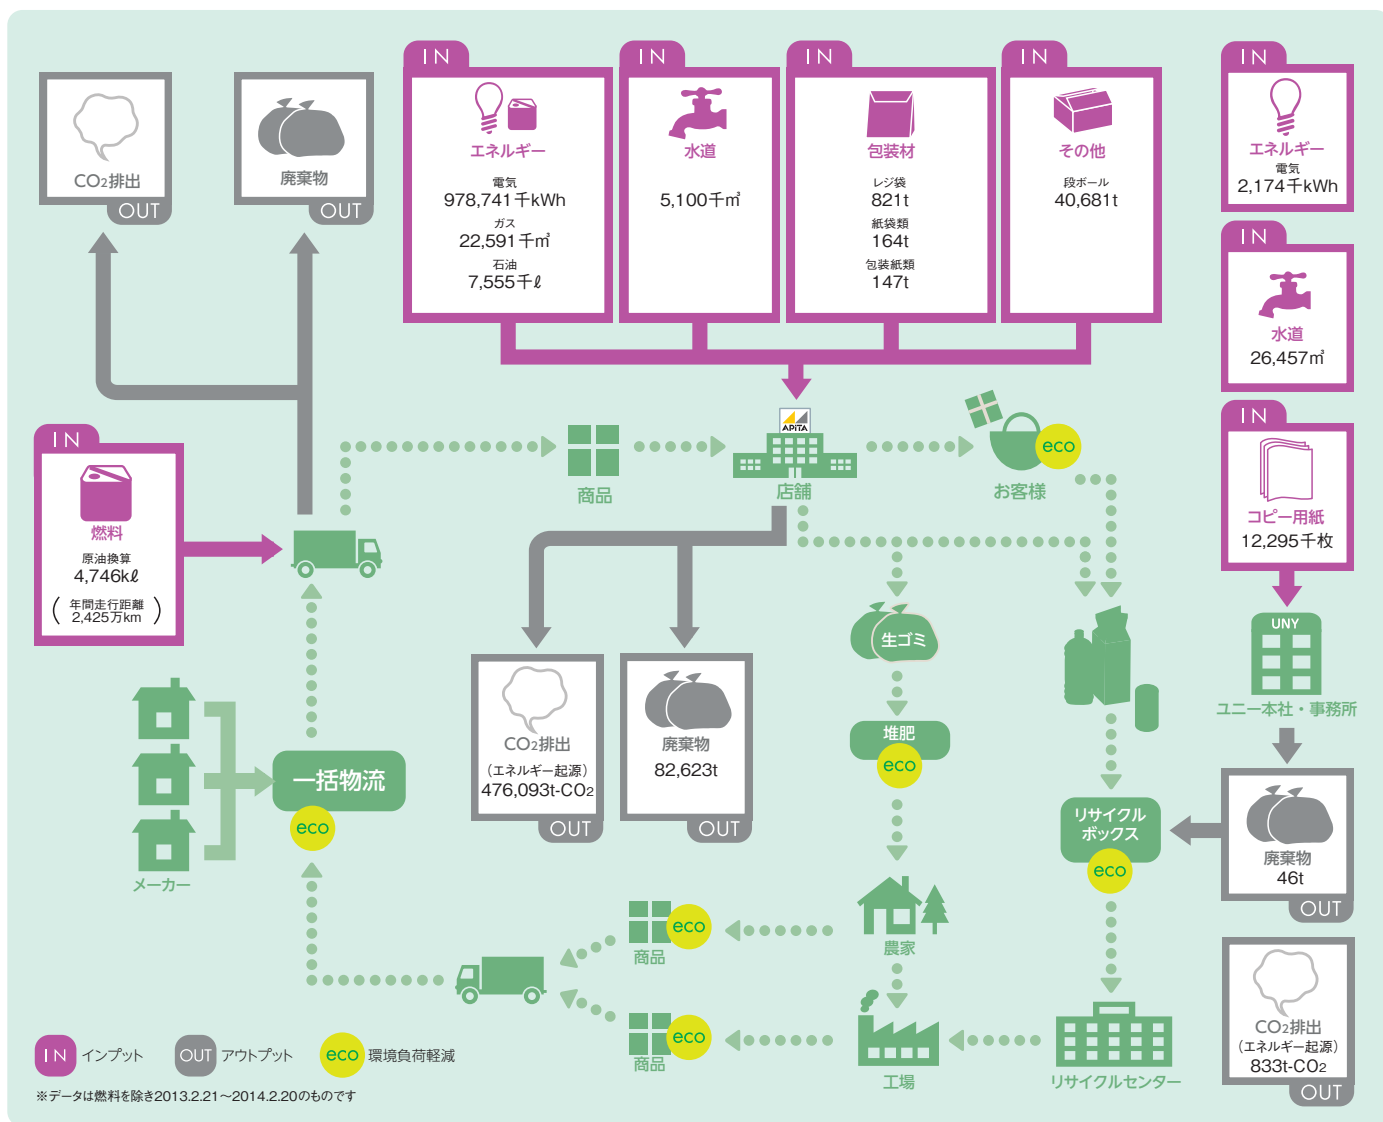 IN
エネルギー
電気
978,741千kWh
ガス
22,591千㎥
石油
7,555千ℓ
IN
水道
5,100千㎥
IN
包装材
レジ袋
821t
紙袋類
164t
包装紙類
147t
IN
その他
段ボール
40,681t
IN
エネルギー
電気
2,174千kWh
IN
水道
26,457㎥
IN
コピー用紙
12,295千枚
CO2排出
OUT
廃棄物
OUT
IN
燃料
原油換算
4,746kℓ
(年間走行距離
2,425万km)
商品
APiTA
店舗
eco
お客様
UNY
ユニー本社・事務所
生ゴミ
堆肥
eco
CO2排出
(エネルギー起源)
476,093t-CO2
OUT
廃棄物
82,623t
OUT
一括物流
eco
メーカー
リサイクル
ボックス
eco
廃棄物
46t
OUT
農家
商品
eco
CO2排出
(エネルギー起源)
833t-CO2
OUT
商品
eco
工場
リサイクルセンター
IN インプット OUT アウトプット eco 環境負荷軽減
※データは燃料を除き2013.2.21〜2014.2.20のものです